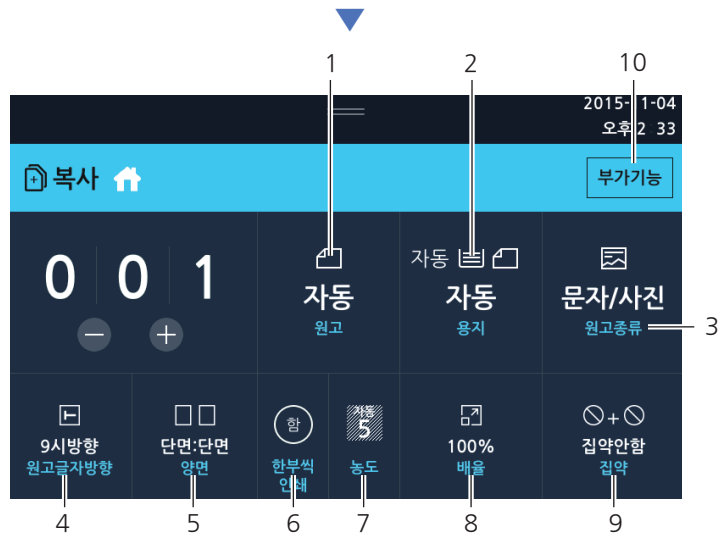 1
2
10
2015- 1-04
오후 2 33
복사
부가기능
0 0 1
자동
원고
자동
자동
용지
문자/사진
원고종류
3
9시방향
원고글자방향
단면:단면
양면
함
한부씩
인쇄
자동
5
농도
100%
배율
집약안함
집약
4
5
6
7
8
9